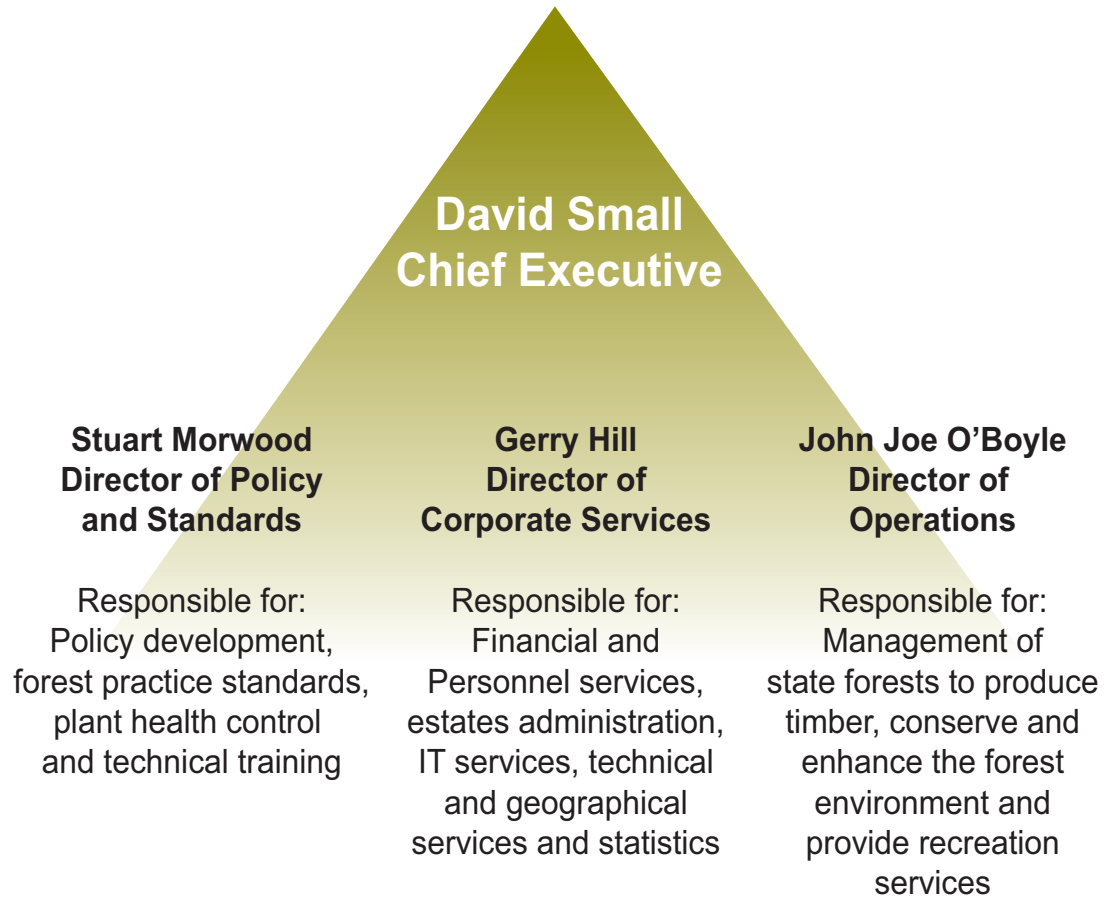 David Small
Chief Executive
Stuart Morwood
Director of Policy
and Standards
Responsible for:
Policy development,
forest practice standards,
plant health control
and technical training
Gerry Hill
Director of
Corporate Services
Responsible for:
Financial and
Personnel services,
estates administration,
IT services, technical
and geographical
services and statistics
John Joe O’Boyle
Director of
Operations
Responsible for:
Management of
state forests to produce
timber, conserve and
enhance the forest
environment and
provide recreation
services